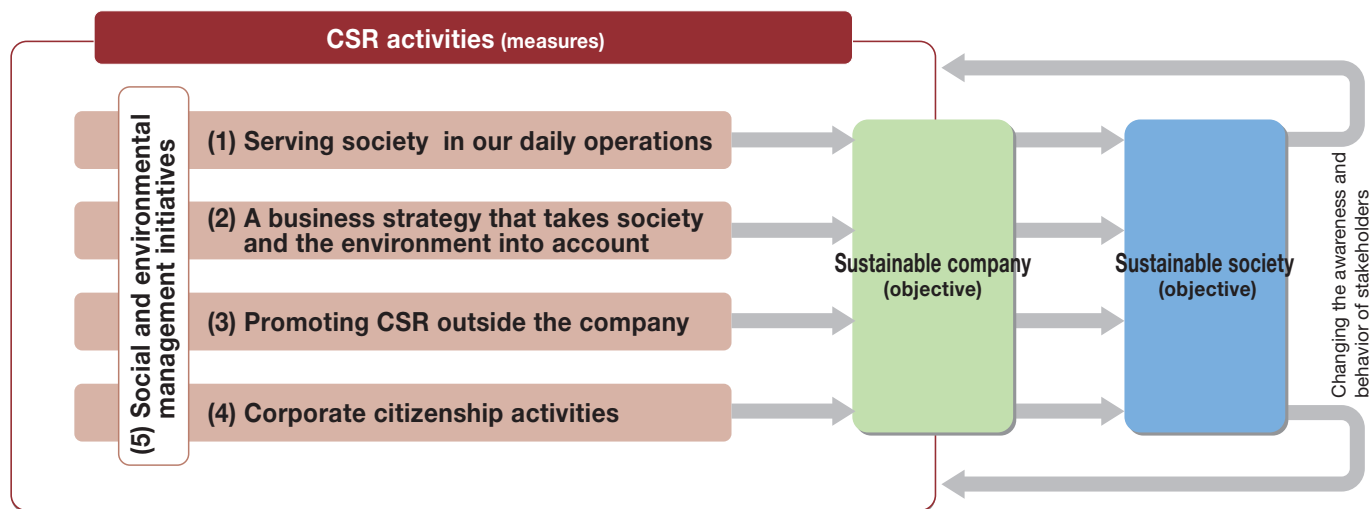 CSR activities (measures)
(5) Social and environmental
management initiatives
(1) Serving society in our daily operations
(2) A business strategy that takes society
and the environment into account
(3) Promoting CSR outside the company
(4) Corporate citizenship activities
Sustainable company
(objective)
Sustainable society
(objective)
Changing the awareness and
behavior of stakeholders